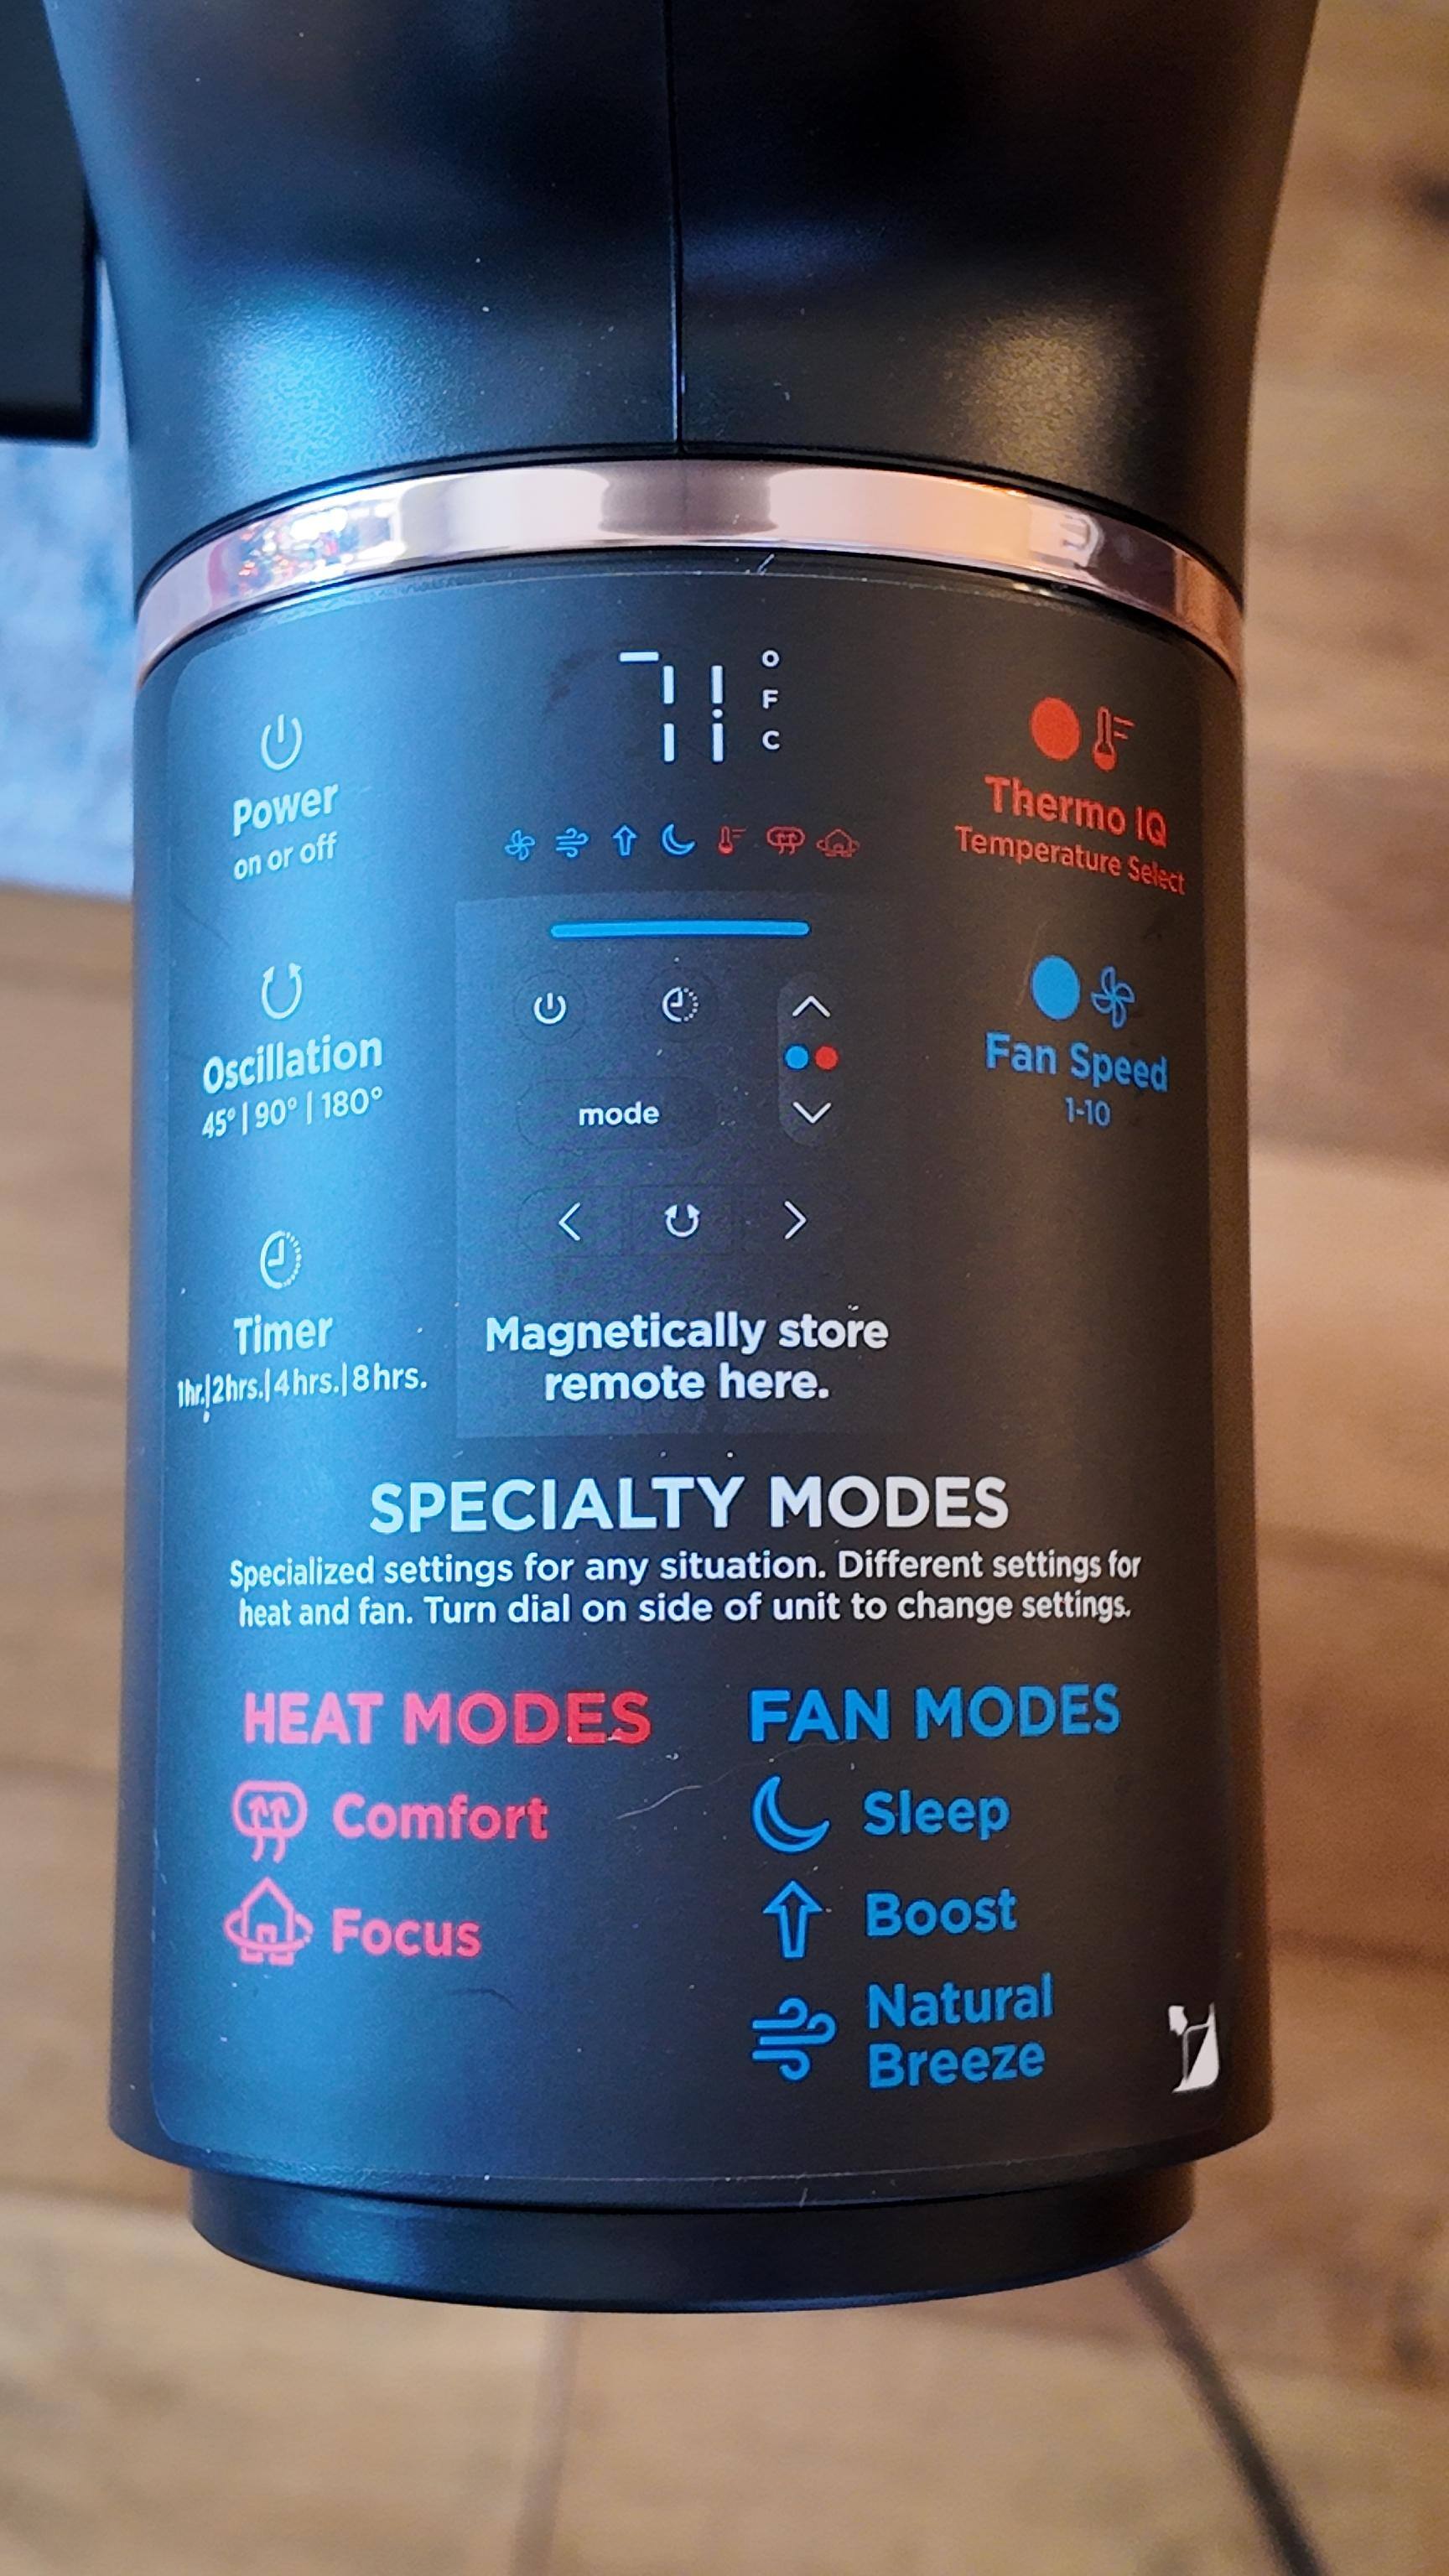 71 °
F
C
Power
on or off
Thermo IQ
Temperature Select
Oscillation
45° | 90° | 180°
Fan Speed
1-10
mode
Timer
1hr.|2hrs.|4hrs.|8hrs.
Magnetically store
remote here.
SPECIALTY MODES
Specialized settings for any situation. Different settings for
heat and fan. Turn dial on side of unit to change settings.
HEAT MODES
Comfort
Focus
FAN MODES
Sleep
Boost
Natural
Breeze